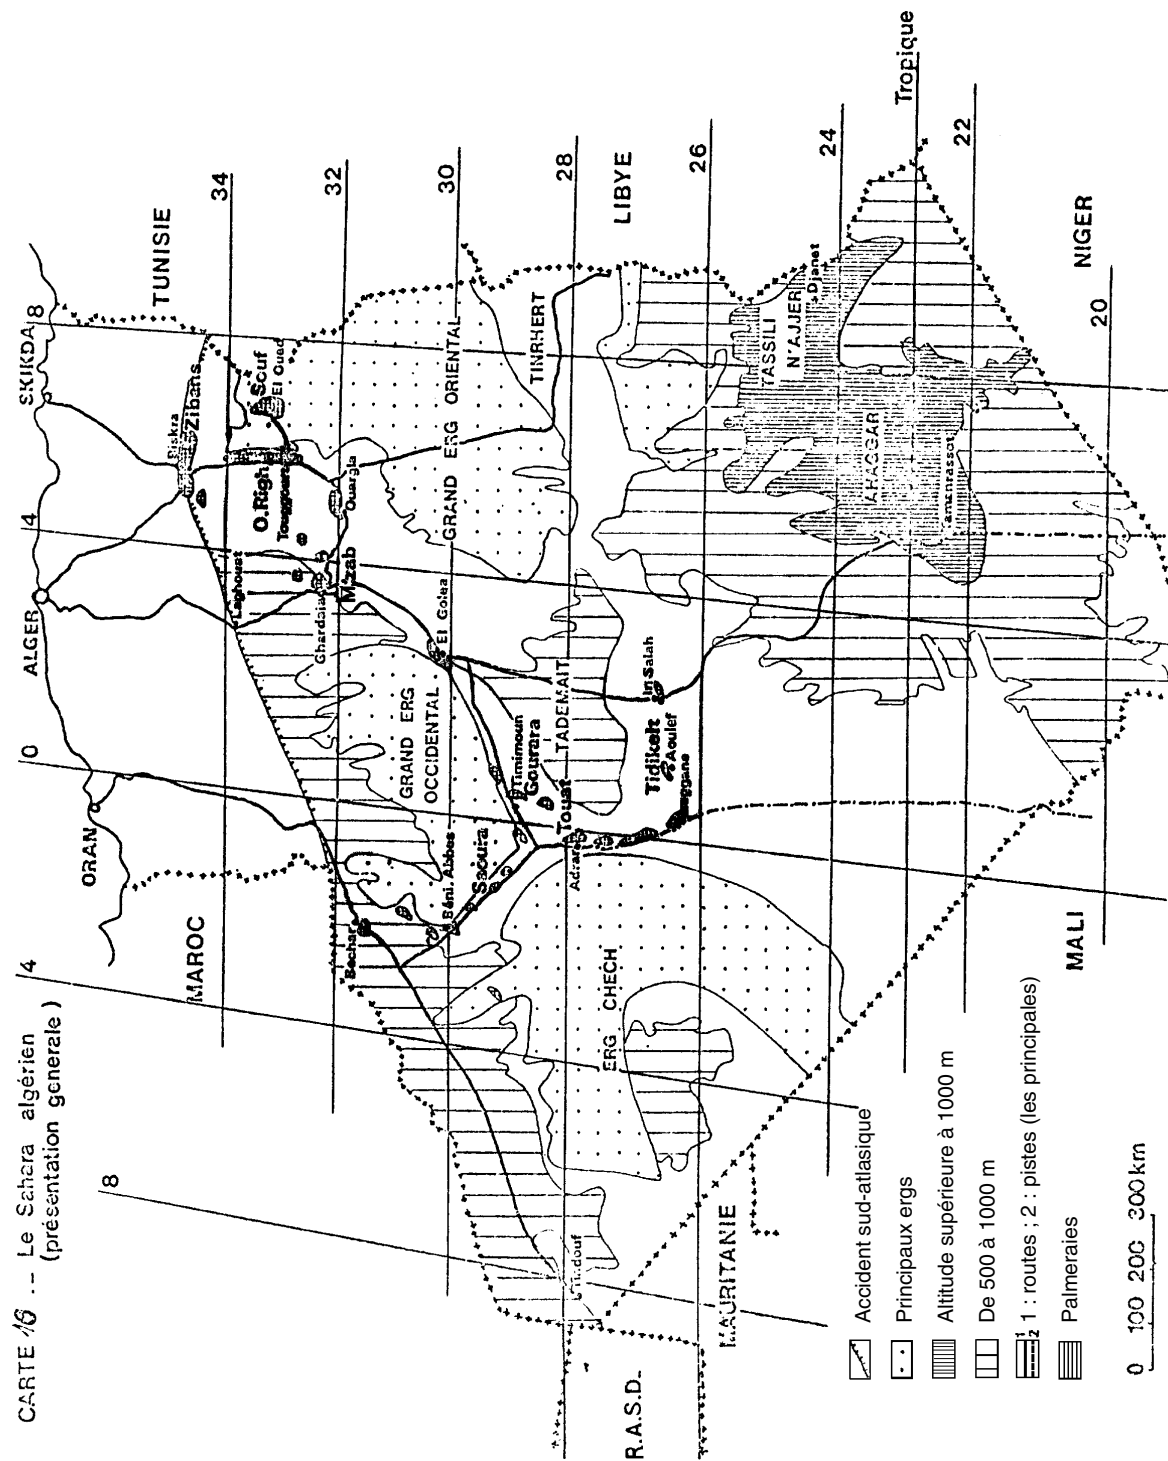 CARTE 16 .-- Le Sahara algérien
(présentation generale)
8
4
0
4
8
ORAN
ALGER
SKIKDA
MAROC
TUNISIE
34
32
30
28
26
24
Tropique
22
20
Biskra
Zibans
Souf
El Oued
O.Righ
Touggourt
Laghouat
Ghardaia
M'zab
Ouargla
El Golea
GRAND ERG
OCCIDENTAL
GRAND ERG ORIENTAL
TINRHERT
LIBYE
Bechar
Béni. Abbes
Saoura
Timimoun
Gourara
Touat
TADEMAIT
Adrar
ERG CHECH
Tindouf
In Salah
Tidikelt
Aoulef
TASSILI
N'AJJER
Djanet
AHAGGAR
NIGER
MALI
MAURITANIE
R.A.S.D.
Accident sud-atlasique
Principaux ergs
Altitude supérieure à 1000 m
De 500 à 1000 m
1
2
1 : routes ; 2 : pistes (les principales)
Palmeraies
0 100 200 300 km